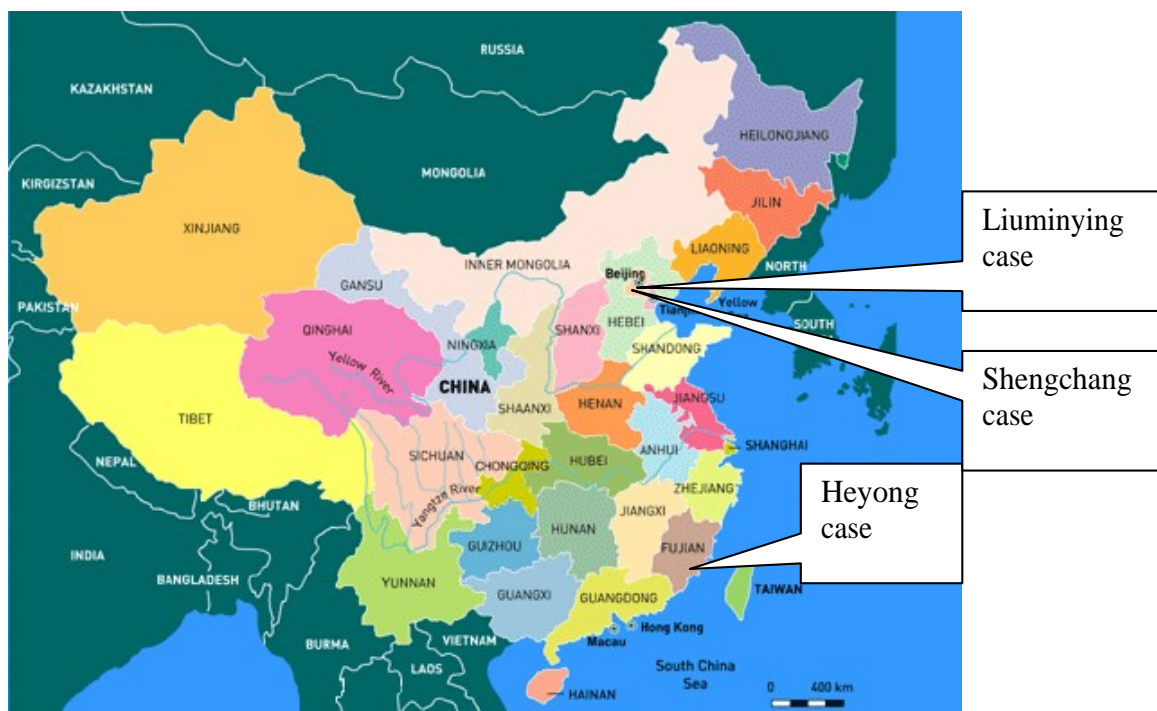 RUSSIA
KAZAKHSTAN
HEILONGJIANG
MONGOLIA
KIRGIZSTAN
JILIN
Liuminying
case
XINJIANG
LIAONING
INNER MONGOLIA
NORTH
Beijing
GANSU
PAKISTAN
Tianjin
Yellow
SHANXI
HEBEI
SOUTH
QINGHAI
NINGXIA
SHANDONG
Yellow River
CHINA
Shengchang
case
HENAN
JIANGSU
SHAANXI
TIBET
SHANGHAI
ANHUI
SICHUAN
HUBEI
NEPAL
CHONGQING
ZHEJIANG
Heyong
case
Yangtze River
BHUTAN
JIANGXI
HUNAN
GUIZHOU
FUJIAN
INDIA
BANGLADESH
YUNNAN
TAIWAN
GUANGXI
GUANGDONG
Hong Kong
Macau
VIETNAM
BURMA
LAOS
South China
Sea
0 400 km
HAINAN